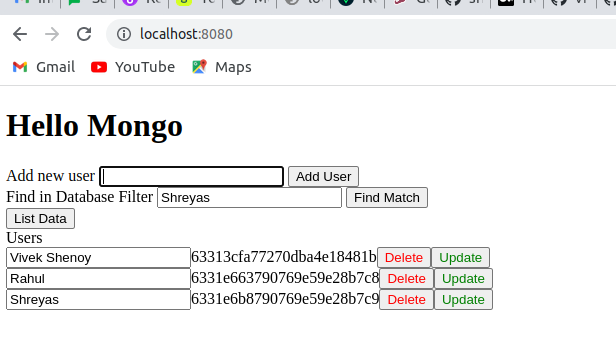 localhost:8080
Gmail YouTube Maps
Hello Mongo
Add new user Add User
Find in Database Filter Shreyas Find Match
List Data
Users
Vivek Shenoy 63313cfa77270dba4e18481b Delete Update
Rahul 6331e663790769e59e28b7c8 Delete Update
Shreyas 6331e6b8790769e59e28b7c9 Delete Update